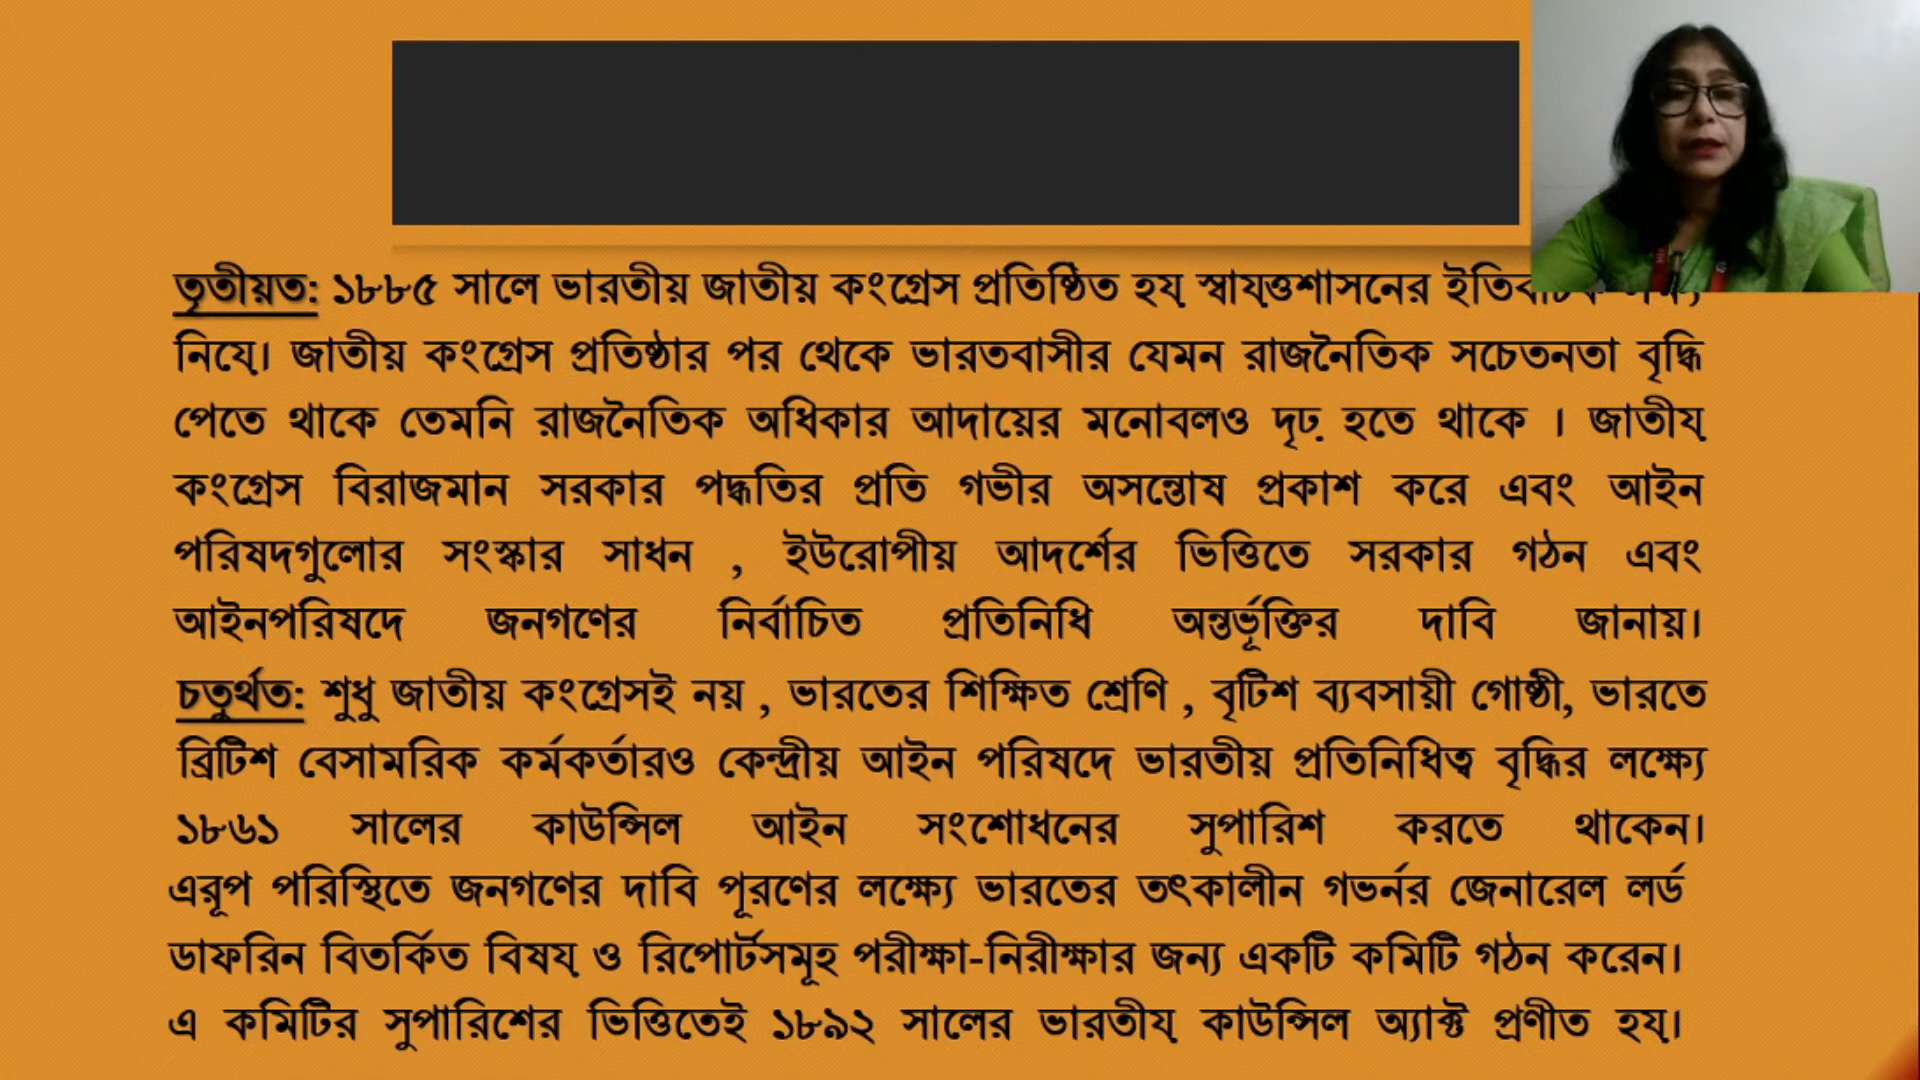 তৃতীয়ত: ১৮৮৫ সালে ভারতীয় জাতীয় কংগ্রেস প্রতিষ্ঠিত হয্ স্বায্ত্তশাসনের
নিয্ে। জাতীয় কংগ্রেস প্রতিষ্ঠার পর থেকে ভারতবাসীর যেমন রাজনৈতিক সচেতনতা বৃদ্ধি
পেতে থাকে তেমনি রাজনৈতিক অধিকার আদায়ের মনোবলও দৃঢ় হতে থাকে । জাতীয্
কংগ্রেস বিরাজমান সরকার পদ্ধতির প্রতি গভীর অসন্তোষ প্রকাশ করে এবং আইন
পরিষদগুলোর সংস্কার সাধন , ইউরোপীয় আদর্শের ভিত্তিতে সরকার গঠন এবং
আইনপরিষদে জনগণের নির্বাচিত প্রতিনিধি অন্তর্ভূক্তির দাবি জানায়।
চতুর্থত: শুধু জাতীয় কংগ্রেসই নয় , ভারতের শিক্ষিত শ্রেণি , বৃটিশ ব্যবসায়ী গোষ্ঠী, ভারতে
ব্রিটিশ বেসামরিক কর্মকর্তারও কেন্দ্রীয় আইন পরিষদে ভারতীয় প্রতিনিধিত্ব বৃদ্ধির লক্ষ্যে
১৮৬১ সালের কাউন্সিল আইন সংশোধনের সুপারিশ করতে থাকেন।
এরূপ পরিস্থিতে জনগণের দাবি পূরণের লক্ষ্যে ভারতের তৎকালীন গভর্নর জেনারেল লর্ড
ডাফরিন বিতর্কিত বিষয্ ও রিপোর্টসমূহ পরীক্ষা-নিরীক্ষার জন্য একটি কমিটি গঠন করেন।
এ কমিটির সুপারিশের ভিত্তিতেই ১৮৯২ সালের ভারতীয্ কাউন্সিল অ্যাক্ট প্রণীত হয্।